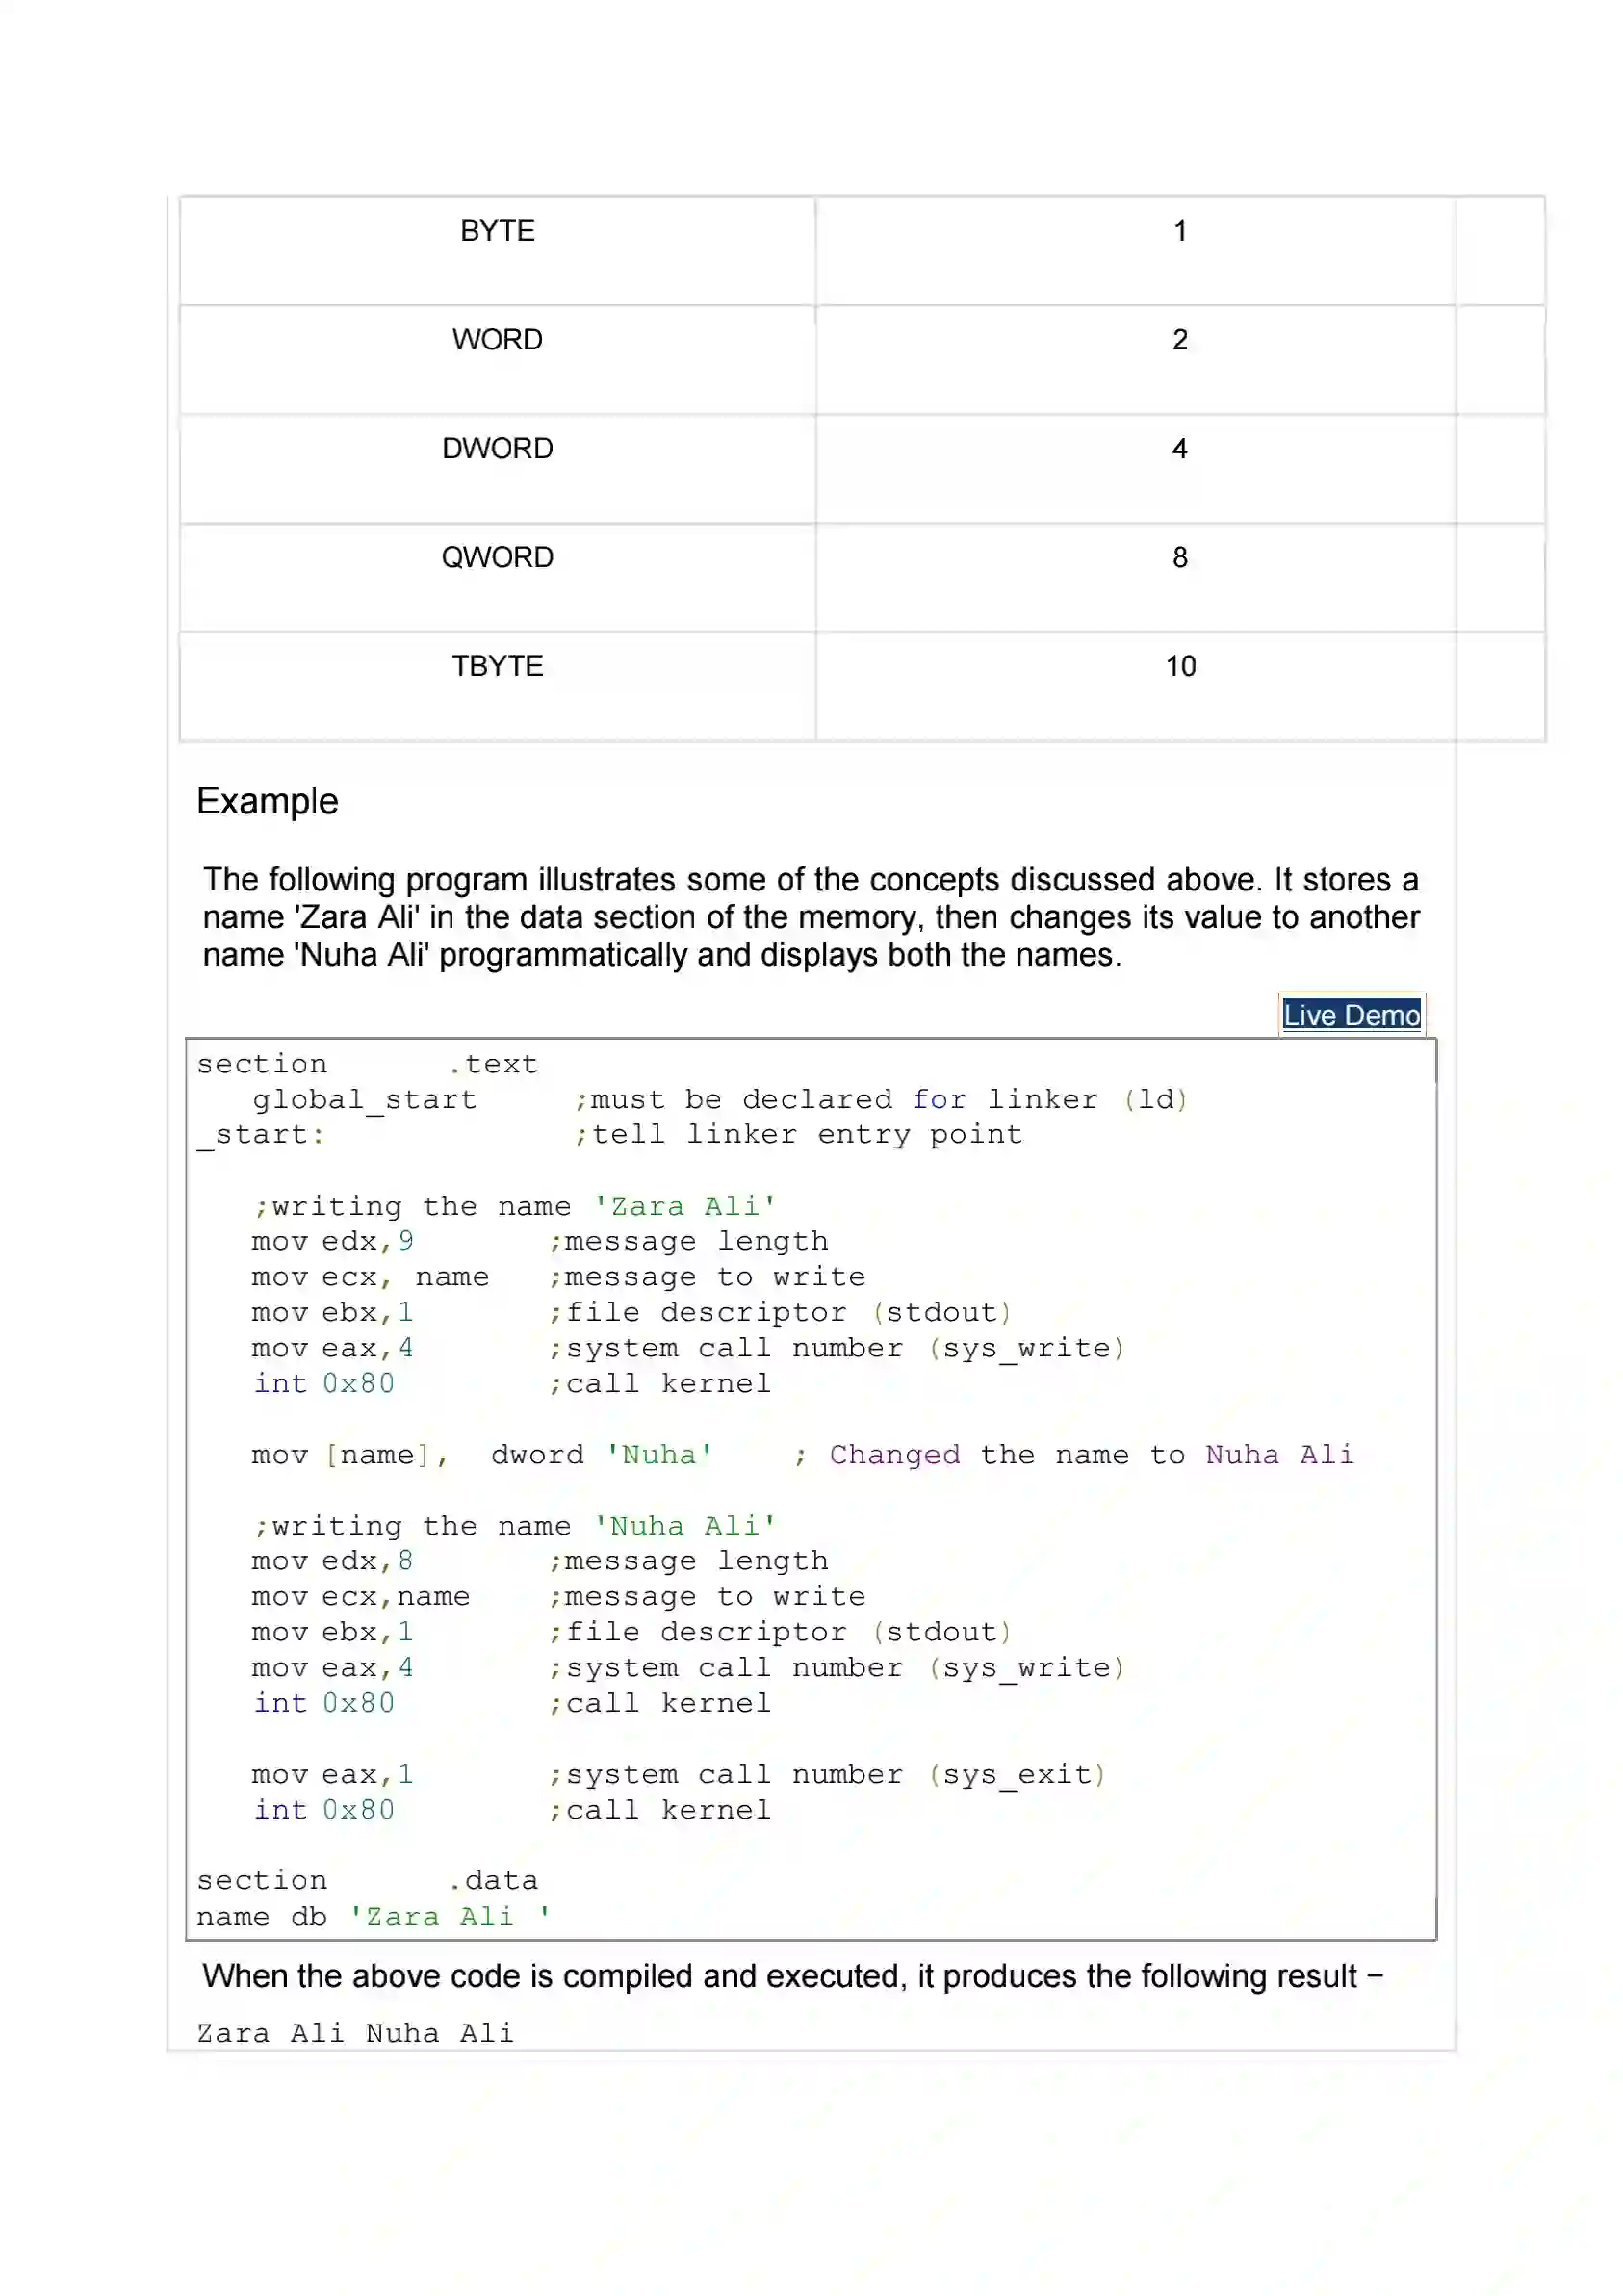 BYTE 1
WORD 2
DWORD 4
QWORD 8
TBYTE 10
Example
The following program illustrates some of the concepts discussed above. It stores a
name 'Zara Ali' in the data section of the memory, then changes its value to another
name 'Nuha Ali' programmatically and displays both the names.
Live Demo
section .text
global_start ;must be declared for linker (ld)
_start: ;tell linker entry point
;writing the name 'Zara Ali'
mov edx,9 ;message length
mov ecx, name ;message to write
mov ebx,1 ;file descriptor (stdout)
mov eax,4 ;system call number (sys_write)
int 0x80 ;call kernel
mov [name], dword 'Nuha' ; Changed the name to Nuha Ali
;writing the name 'Nuha Ali'
mov edx,8 ;message length
mov ecx,name ;message to write
mov ebx,1 ;file descriptor (stdout)
mov eax,4 ;system call number (sys_write)
int 0x80 ;call kernel
mov eax,1 ;system call number (sys_exit)
int 0x80 ;call kernel
section .data
name db 'Zara Ali '
When the above code is compiled and executed, it produces the following result −
Zara Ali Nuha Ali